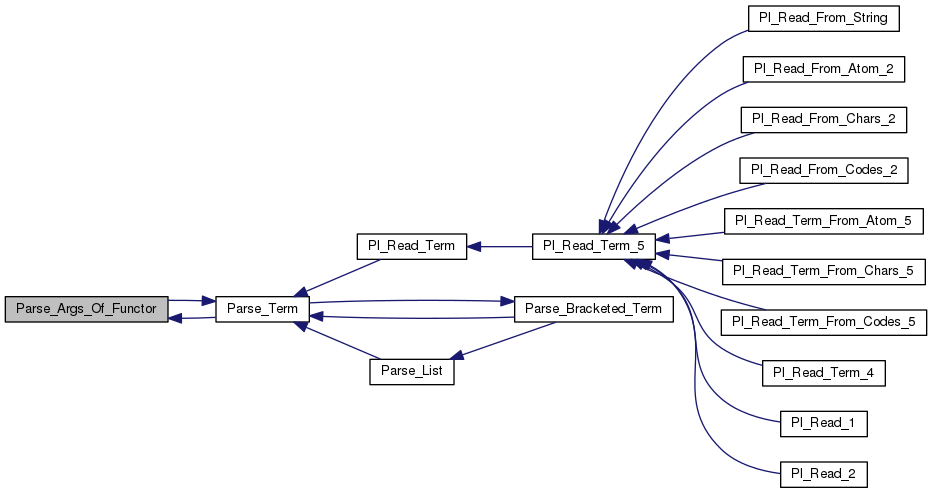 Pl_Read_From_String
Pl_Read_From_Atom_2
Pl_Read_From_Chars_2
Pl_Read_From_Codes_2
Pl_Read_Term_From_Atom_5
Pl_Read_Term
Pl_Read_Term_5
Pl_Read_Term_From_Chars_5
Parse_Args_Of_Functor
Parse_Term
Parse_Bracketed_Term
Pl_Read_Term_From_Codes_5
Parse_List
Pl_Read_Term_4
Pl_Read_1
Pl_Read_2